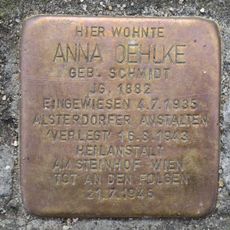 HIER WOHNTE
ANNA OEHLKE
GEB. SCHMIDT
JG. 1882
EINGEWIESEN 4.7.1935
ALSTERDORFER ANSTALTEN
'VERLEGT' 16.8.1943
HEILANSTALT
AM STEINHOF WIEN
TOT AN DEN FOLGEN
21.7.1945